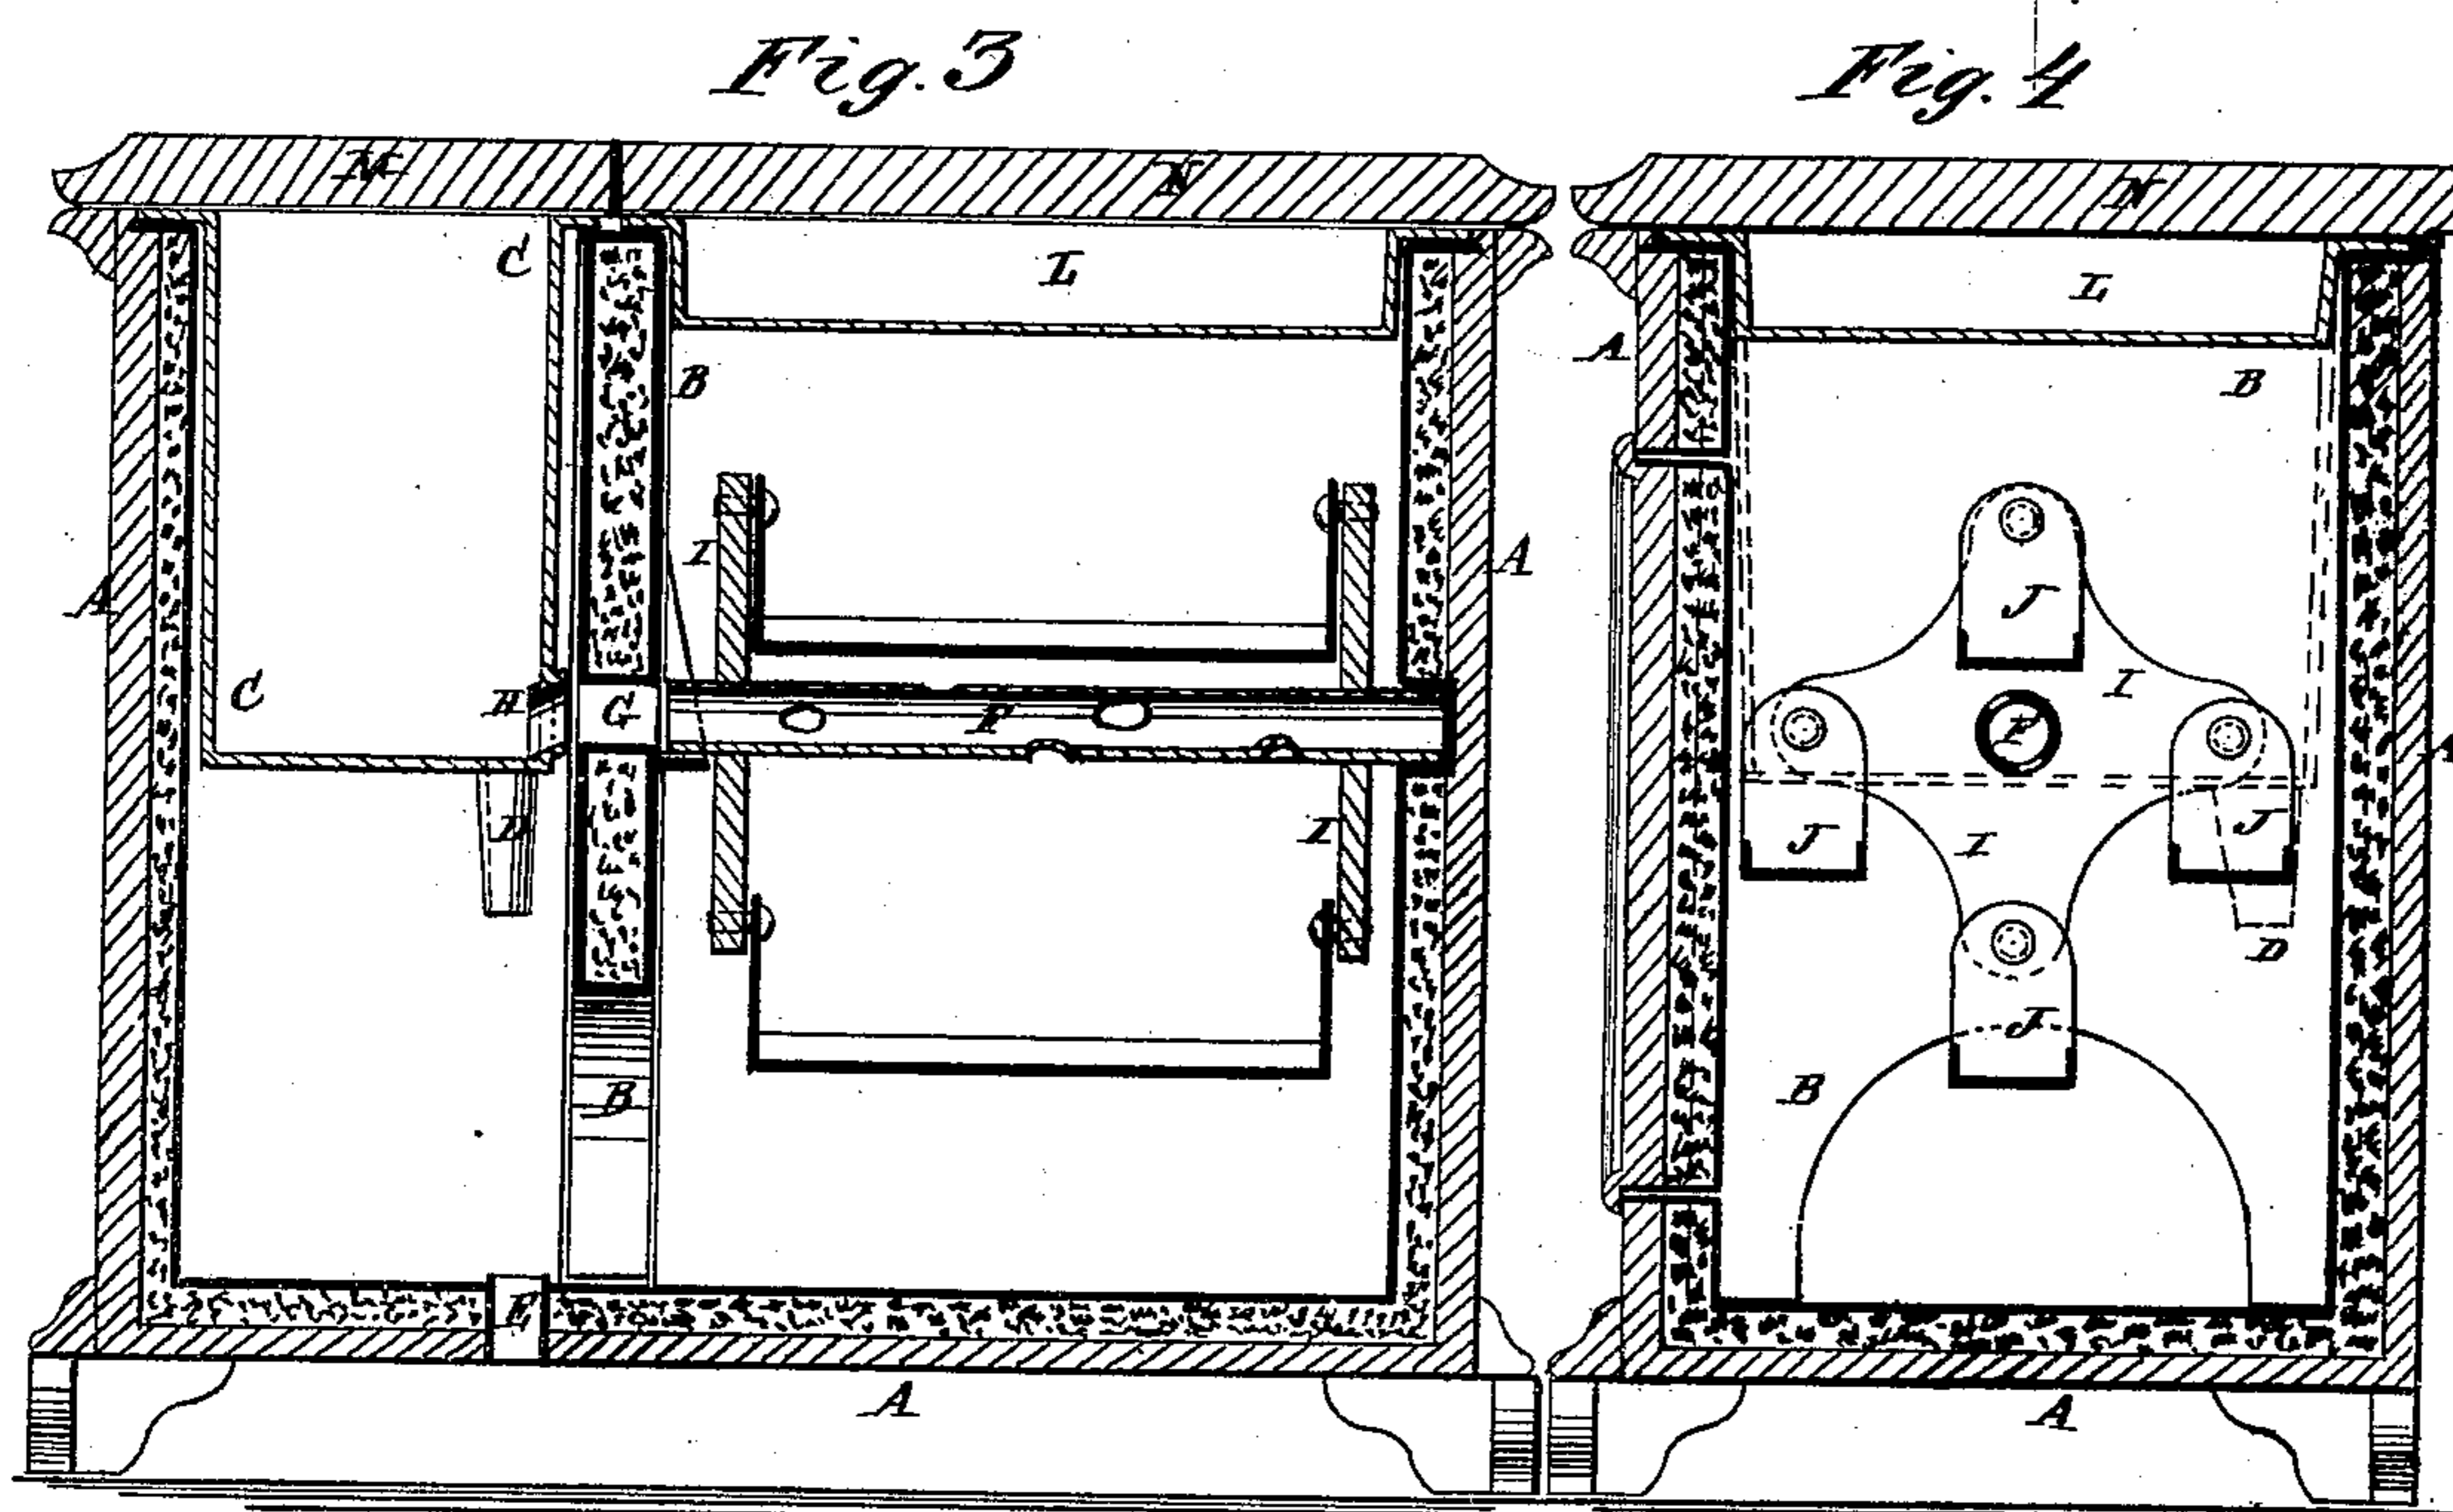 Fig. 3 Fig. 4
M N N
C L L
B A B
A I A J
C H G F I F I A
D I J I J
D
J
B B
E
A A